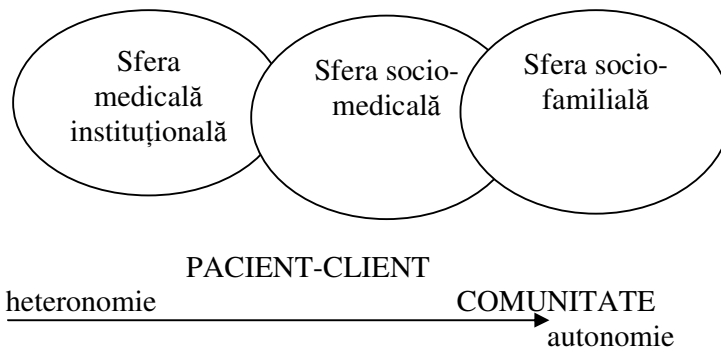 Sfera
medicală
instituțională
Sfera socio-
medicală
Sfera socio-
familială
PACIENT-CLIENT
heteronomie COMUNITATE
autonomie